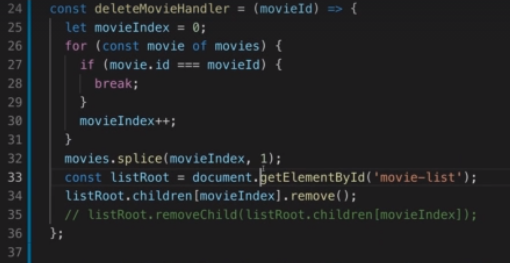 24 const deleteMovieHandler = (movieId) => {
25 let movieIndex = 0;
26 for (const movie of movies) {
27 if (movie.id === movieId) {
28 break;
29 }
30 movieIndex++;
31 }
32 movies.splice(movieIndex, 1);
33 const listRoot = document.getElementById('movie-list');
34 listRoot.children[movieIndex].remove();
35 // listRoot.removeChild(listRoot.children[movieIndex]);
36 };
37